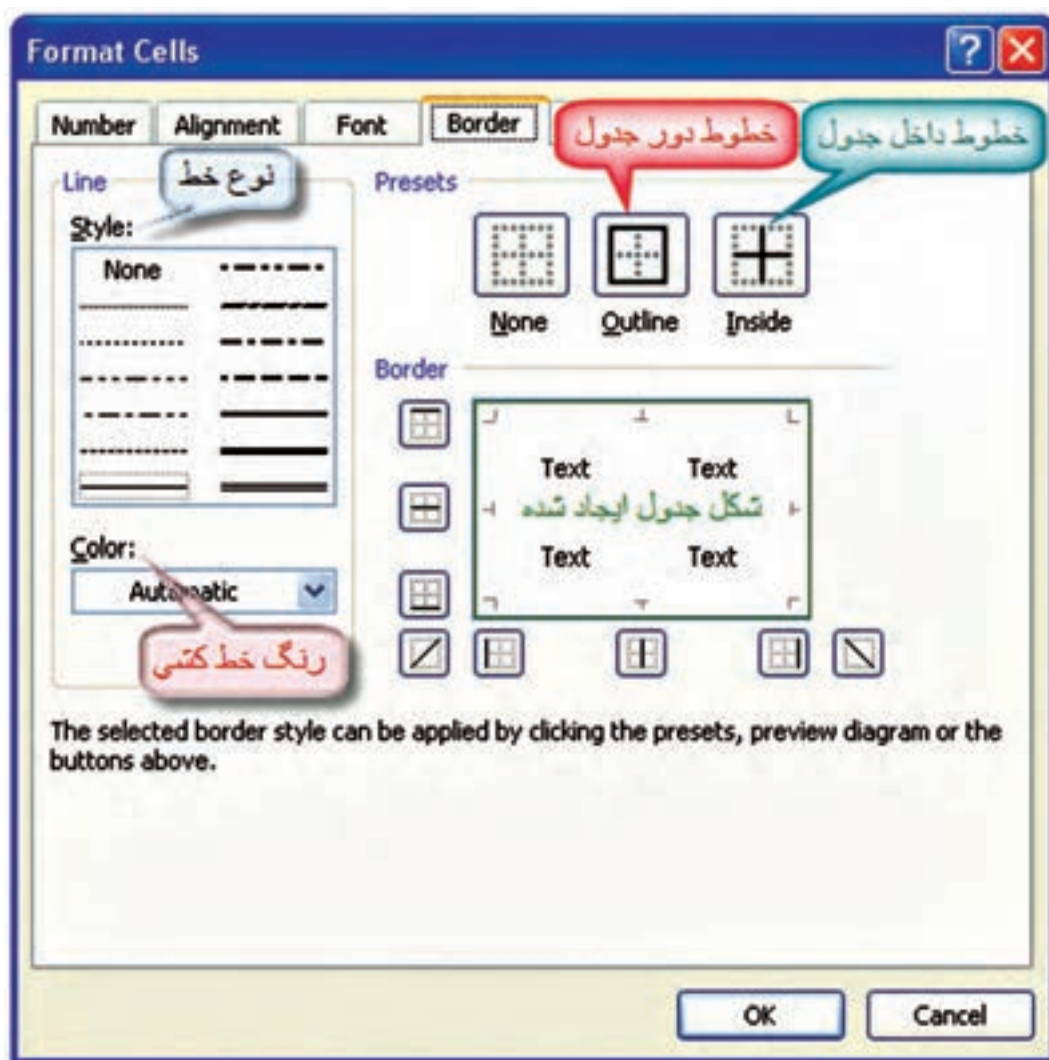 Format Cells
Number Alignment Font Border
خطوط دور جدول
خطوط داخل جدول
Line
نوع خط
Presets
Style:
None
None Outline Inside
Border
Text Text
شکل جدول ایجاد شده
Text Text
Color:
Automatic
رنگ خط کشی
The selected border style can be applied by clicking the presets, preview diagram or the
buttons above.
OK Cancel